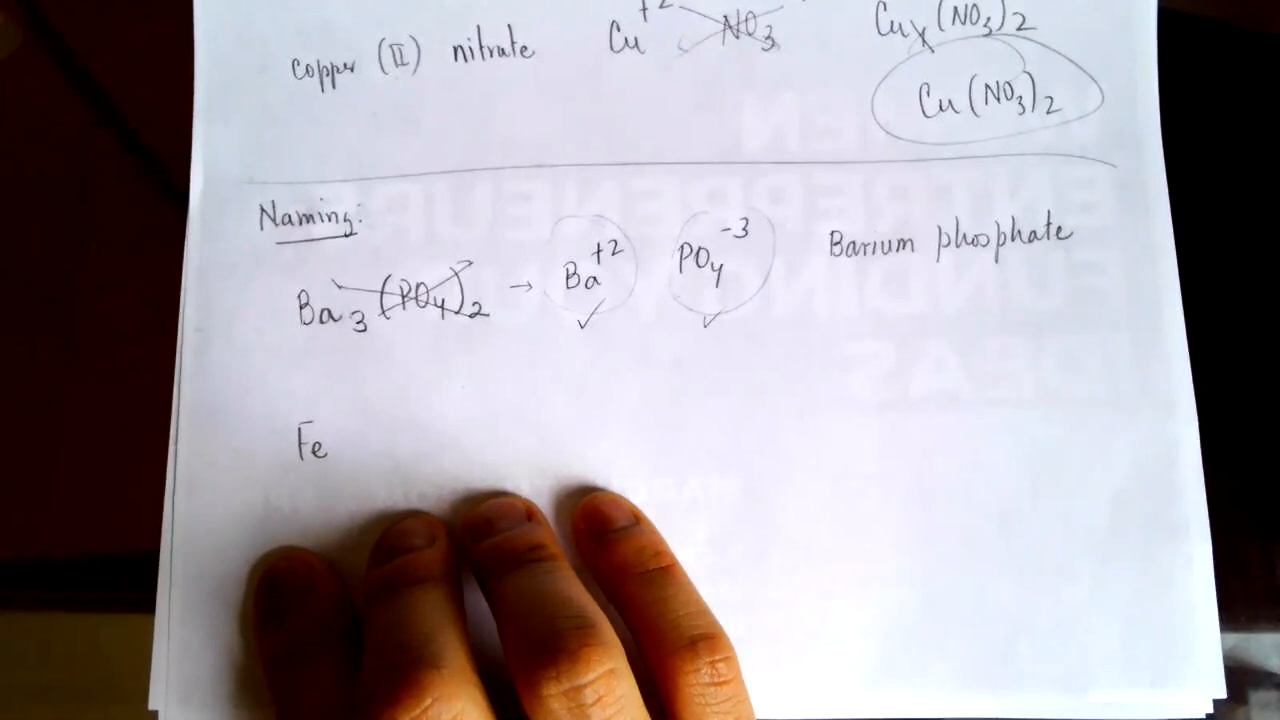 copper (II) nitrate Cu+2 NO3 Cux(NO3)2
Cu(NO3)2
Naming:
Ba3(PO4)2 → Ba+2 PO4-3 Barium phosphate
Fe